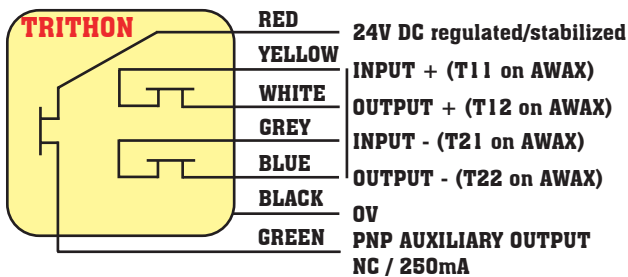 TRITHON
RED 24V DC regulated/stabilized
YELLOW INPUT + (T11 on AWAX)
WHITE OUTPUT + (T12 on AWAX)
GREY INPUT - (T21 on AWAX)
BLUE OUTPUT - (T22 on AWAX)
BLACK 0V
GREEN PNP AUXILIARY OUTPUT
NC / 250mA